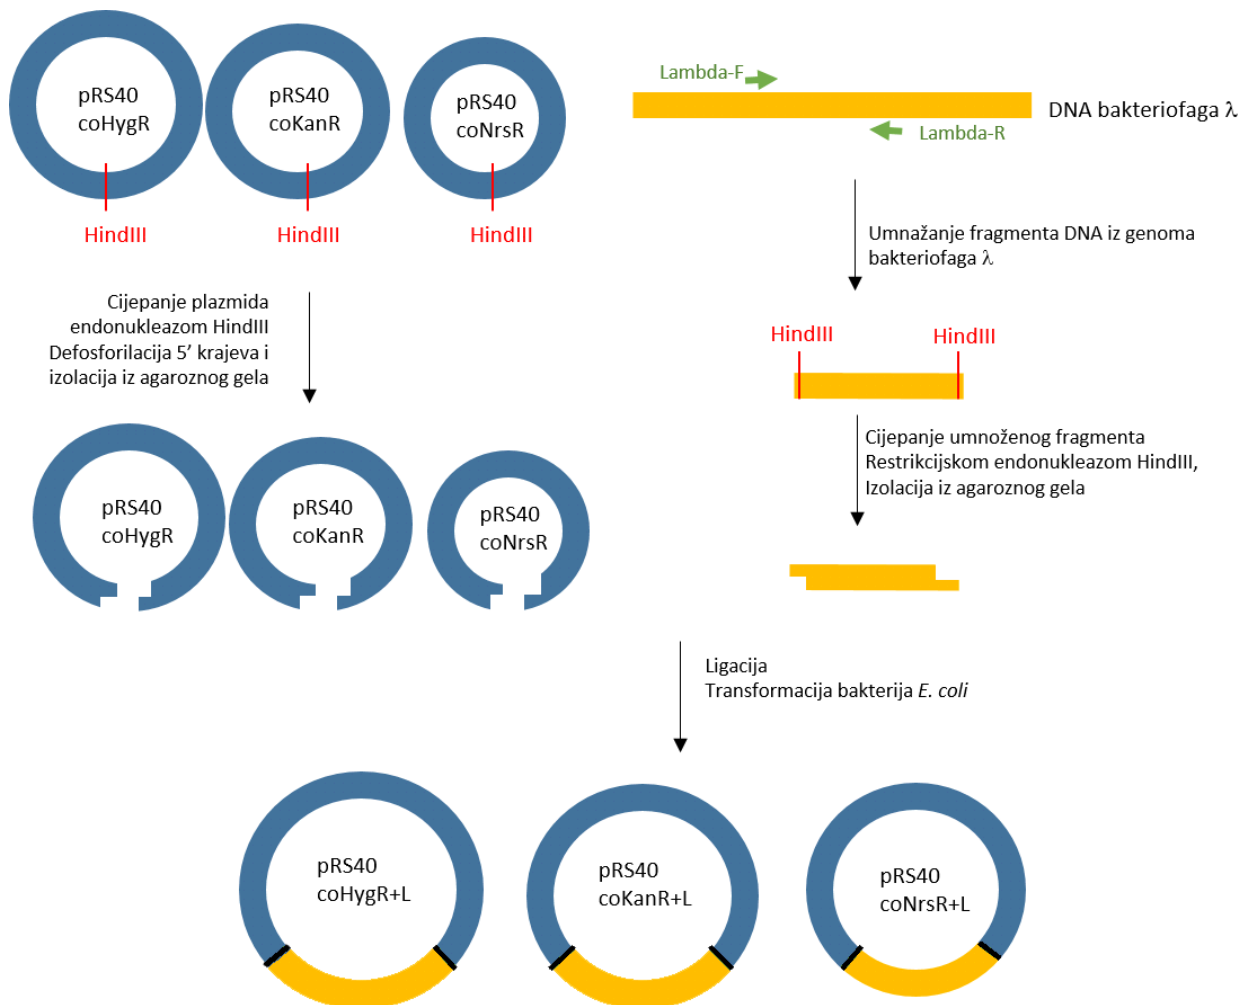 pRS40
coHygR
pRS40
coKanR
pRS40
coNrsR
HindIII
HindIII
HindIII
Lambda-F
DNA bakteriofaga λ
Lambda-R
Umnažanje fragmenta DNA iz genoma
bakteriofaga λ
Cijepanje plazmida
endonukleazom HindIII
Defosforilacija 5' krajeva i
izolacija iz agaroznog gela
HindIII
HindIII
Cijepanje umnoženog fragmenta
Restrikcijskom endonukleazom HindIII,
Izolacija iz agaroznog gela
pRS40
coHygR
pRS40
coKanR
pRS40
coNrsR
Ligacija
Transformacija bakterija E. coli
pRS40
coHygR+L
pRS40
coKanR+L
pRS40
coNrsR+L